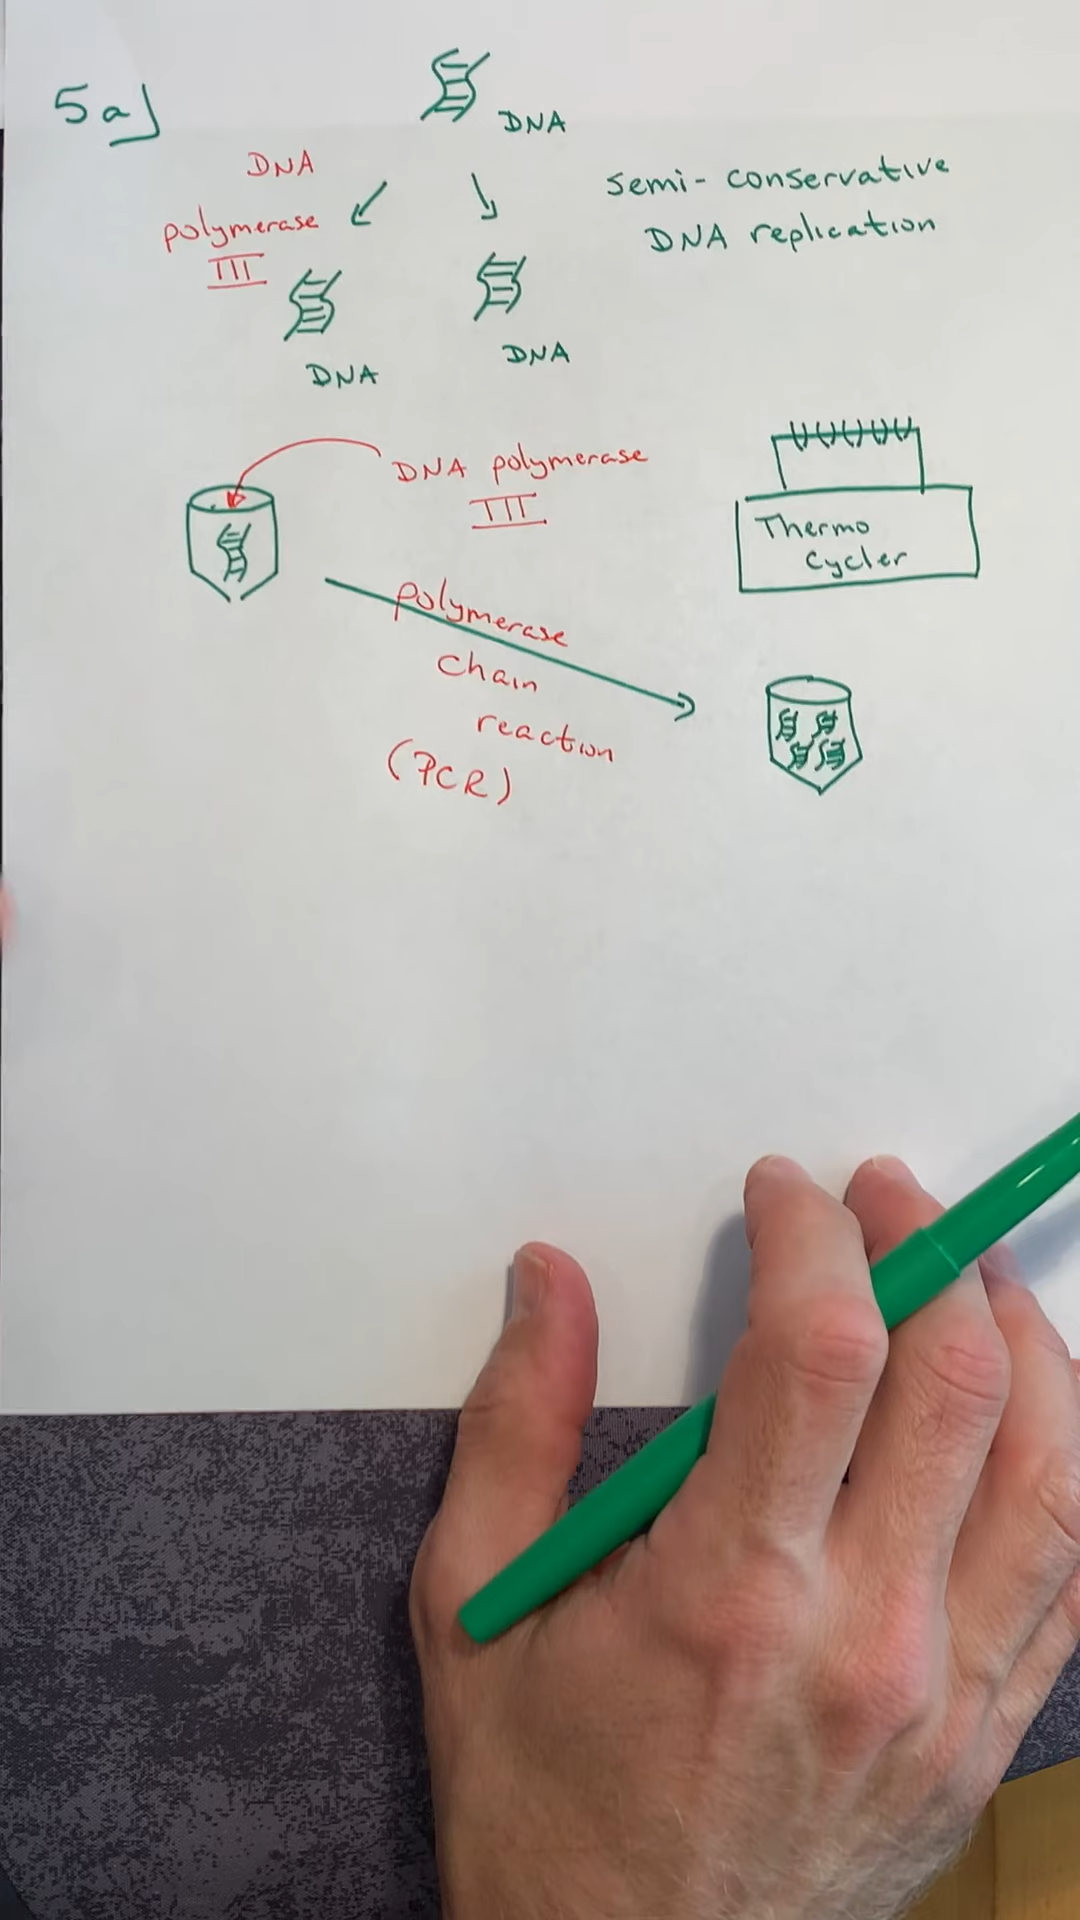 5a)
DNA
DNA
polymerase
III
semi-conservative
DNA replication
DNA
DNA
DNA polymerase
III
Thermo
Cycler
polymerase
chain
reaction
(PCR)